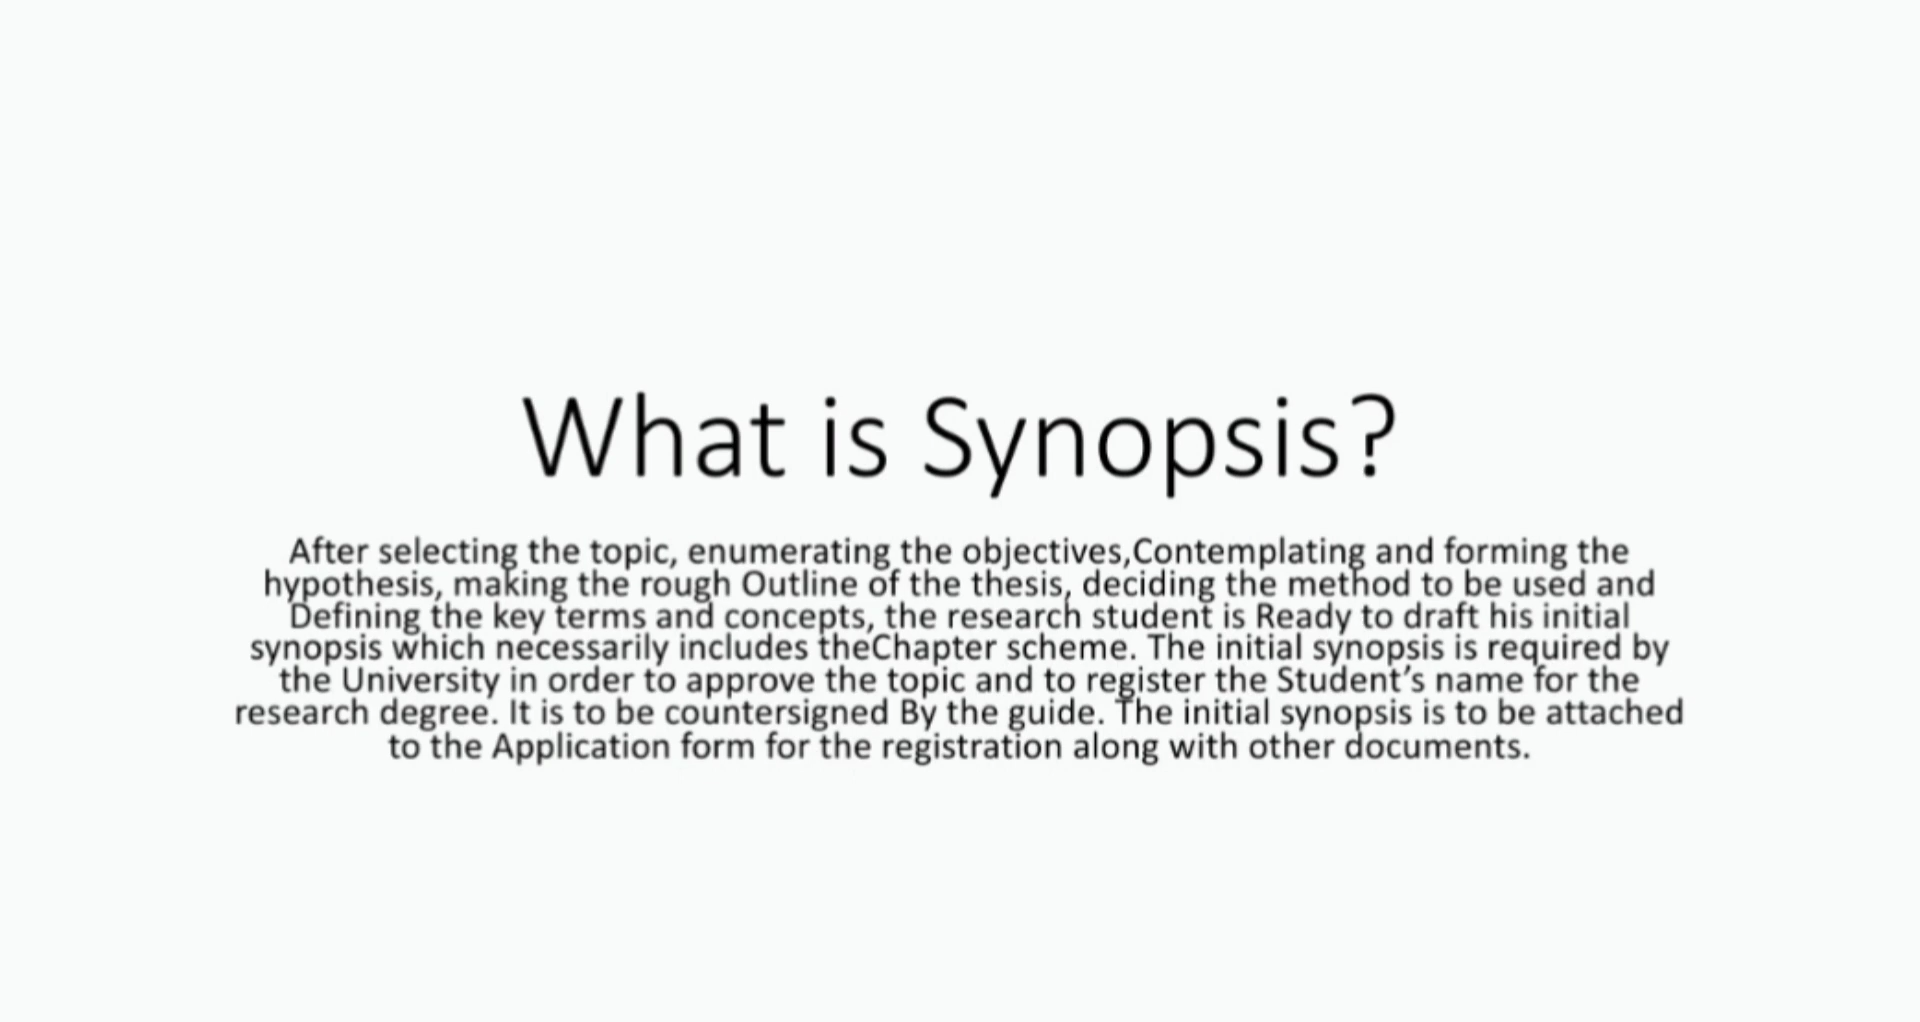 What is Synopsis?
After selecting the topic, enumerating the objectives,Contemplating and forming the
hypothesis, making the rough Outline of the thesis, deciding the method to be used and
Defining the key terms and concepts, the research student is Ready to draft his initial
synopsis which necessarily includes theChapter scheme. The initial synopsis is required by
the University in order to approve the topic and to register the Student’s name for the
research degree. It is to be countersigned By the guide. The initial synopsis is to be attached
to the Application form for the registration along with other documents.